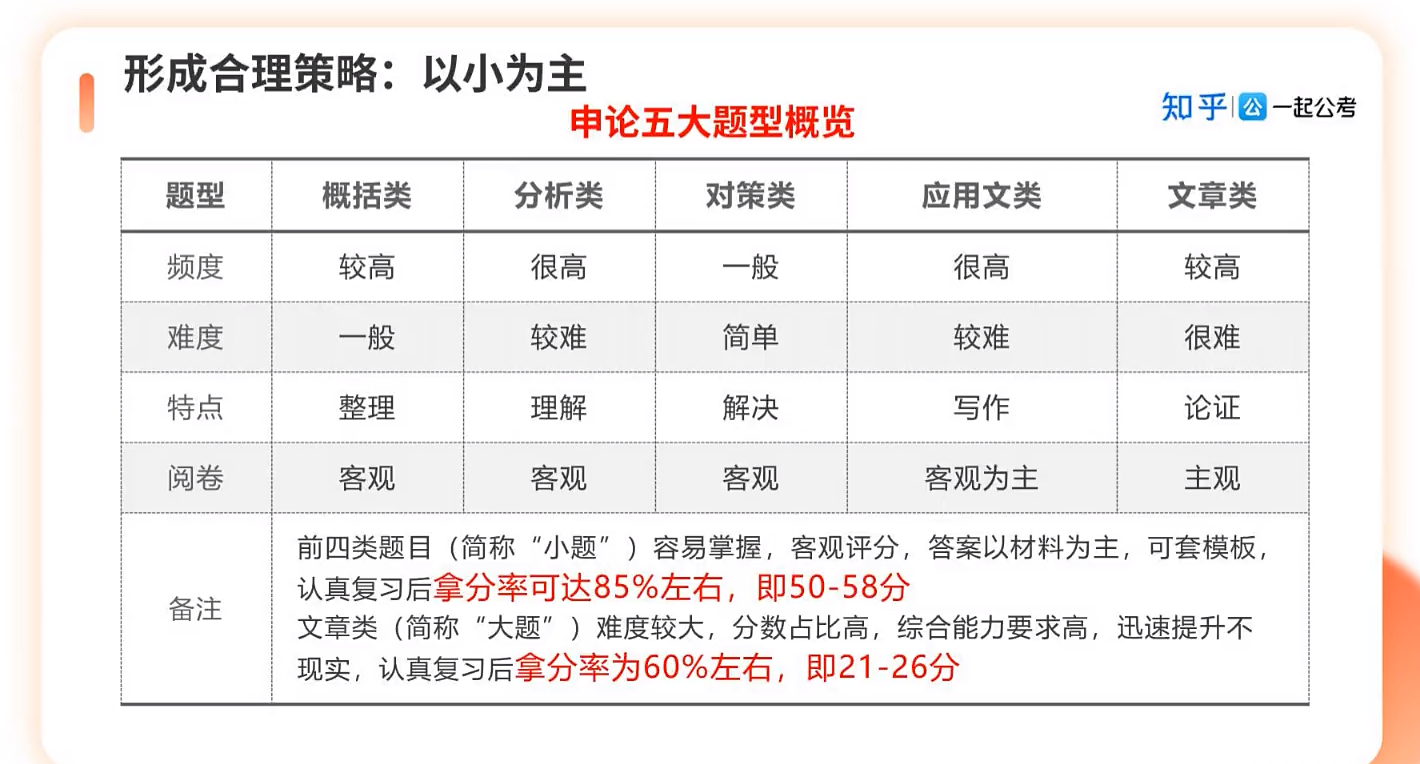 形成合理策略：以小为主
申论五大题型概览
知乎 公 一起公考
题型 概括类 分析类 对策类 应用文类 文章类
频度 较高 很高 一般 很高 较高
难度 一般 较难 简单 较难 很难
特点 整理 理解 解决 写作 论证
阅卷 客观 客观 客观 客观为主 主观
备注
前四类题目（简称“小题”）容易掌握，客观评分，答案以材料为主，可套模板，
认真复习后拿分率可达85%左右，即50-58分
文章类（简称“大题”）难度较大，分数占比高，综合能力要求高，迅速提升不
现实，认真复习后拿分率为60%左右，即21-26分